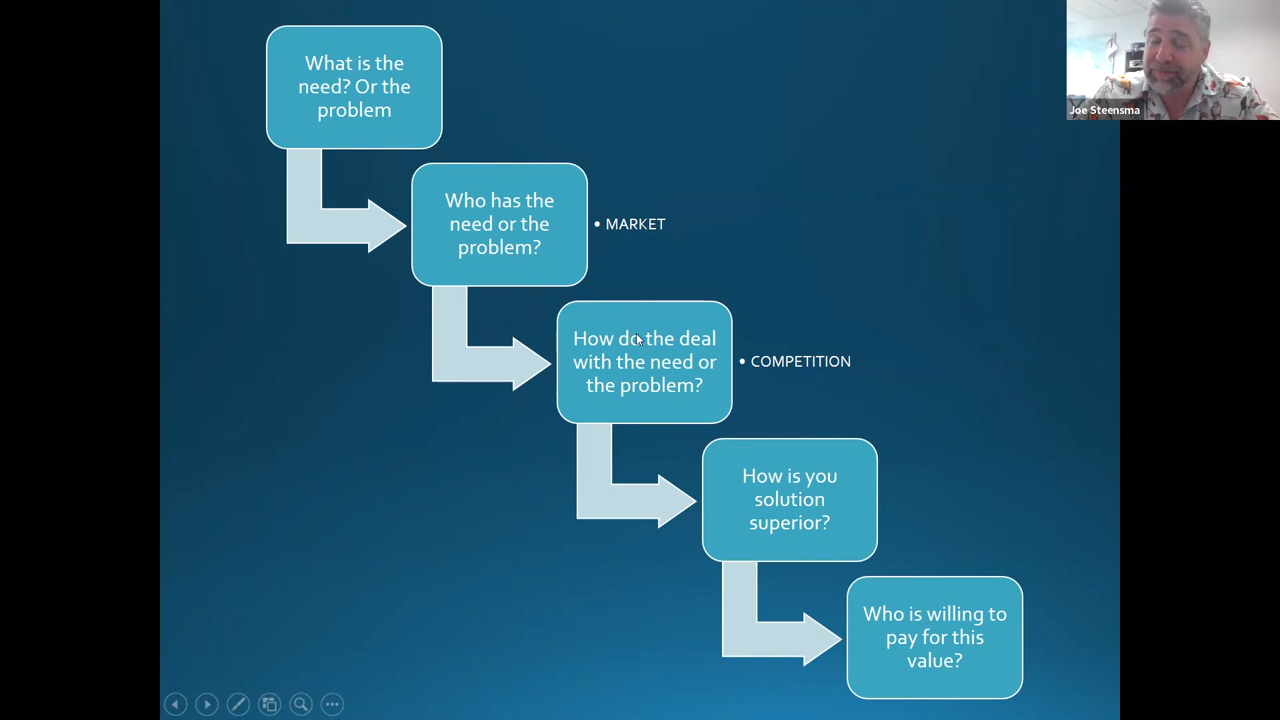 What is the
need? Or the
problem
Joe Steensma
Who has the
need or the
problem?
• MARKET
How do the deal
with the need or
the problem?
• COMPETITION
How is you
solution
superior?
Who is willing to
pay for this
value?